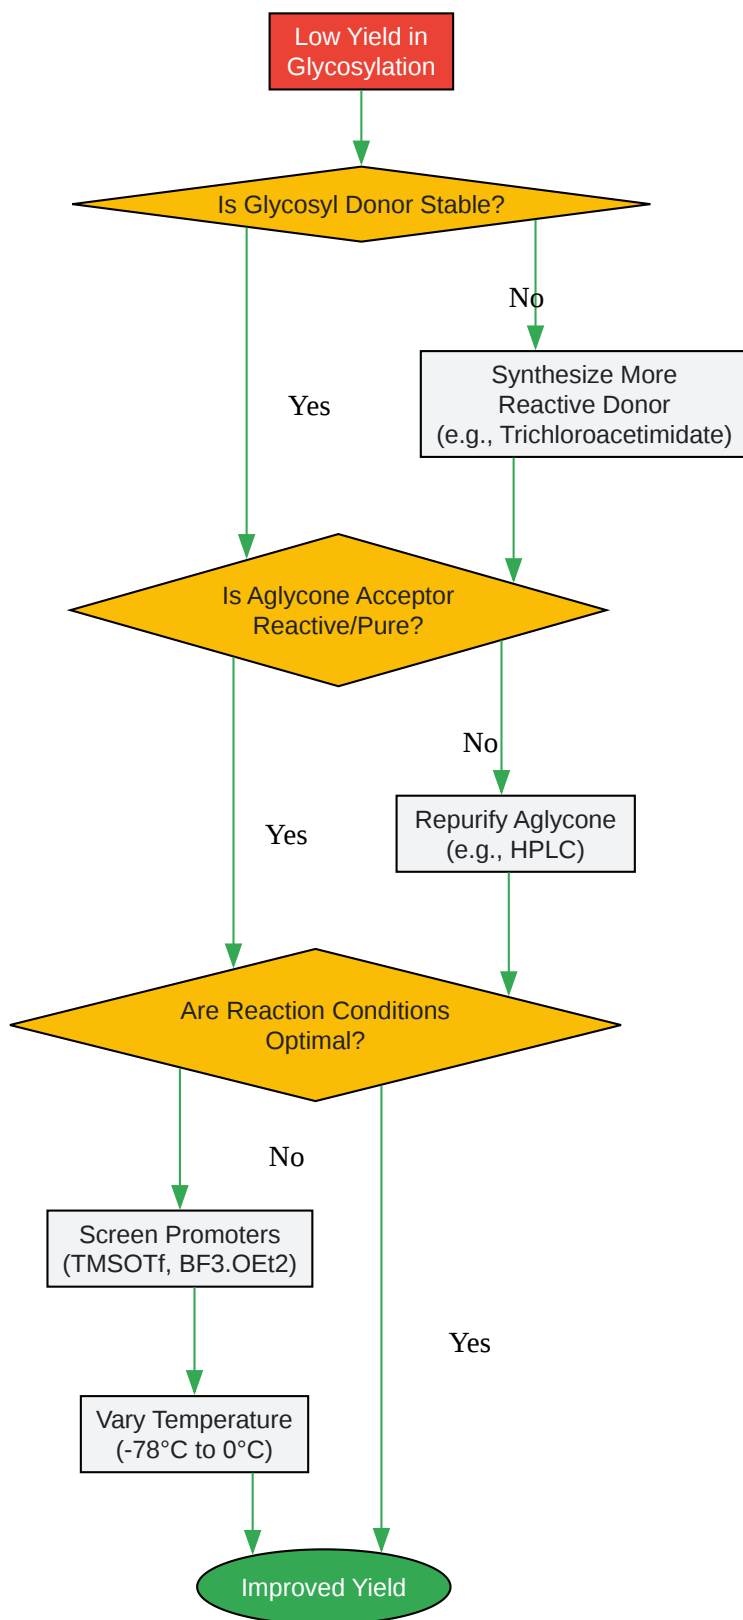 Low Yield in
Glycosylation
Is Glycosyl Donor Stable?
No
Synthesize More
Reactive Donor
(e.g., Trichloroacetimidate)
Yes
Is Aglycone Acceptor
Reactive/Pure?
No
Repurify Aglycone
(e.g., HPLC)
Yes
Are Reaction Conditions
Optimal?
No
Screen Promoters
(TMSOTf, BF3.OEt2)
Yes
Vary Temperature
(-78°C to 0°C)
Improved Yield